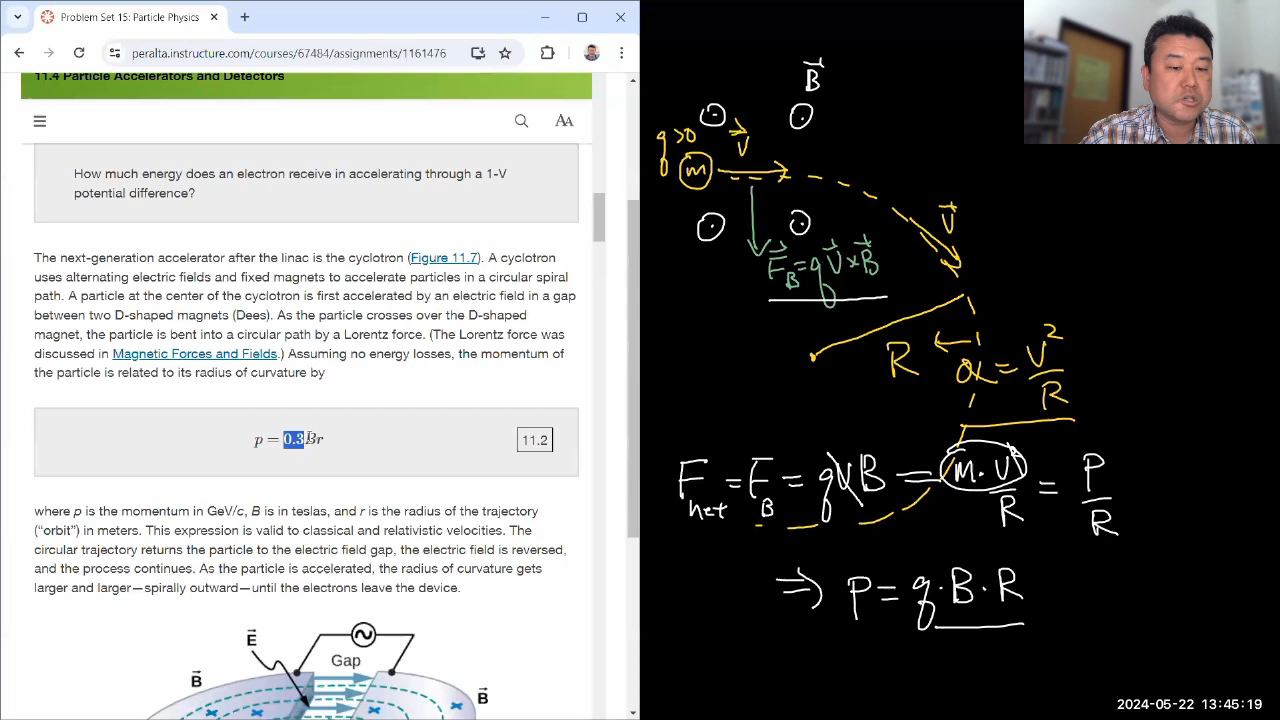 Problem Set 15: Particle Physics
peralta.instructure.com/courses/67484/assignments/1161476
11.4 Particle Accelerators and Detectors
AA
How much energy does an electron receive in accelerating through a 1-V
potential difference?
The next-generation accelerator after the linac is the cyclotron (Figure 11.7). A cyclotron
uses alternating electric fields and fixed magnets to accelerate particles in a circular spiral
path. A particle at the center of the cyclotron is first accelerated by an electric field in a gap
between two D-shaped magnets (Dees). As the particle crosses over the D-shaped
magnet, the particle is bent into a circular path by a Lorentz force. (The Lorentz force was
discussed in Magnetic Forces and Fields.) Assuming no energy losses, the momentum of
the particle is related to its radius of curvature by
p = 0.3Br
11.2
where p is the momentum in GeV/c, B is in teslas, and r is the radius of the trajectory
(“orbit”) in meters. This expression is valid to classical and relativistic velocities. The
circular trajectory returns the particle to the electric field gap, the electric field is reversed,
and the process continues. As the particle is accelerated, the radius of curvature gets
larger and larger—spirally outward—until the electrons leave the device.
E⃗
Gap
B⃗
B⃗
B⃗
q>0
v⃗
m
v⃗
F⃗_B = q v⃗ × B⃗
R
a = v²/R
F_net = F_B = qvB = m·v/R = P/R
⇒ P = q·B·R
2024-05-22 13:45:19